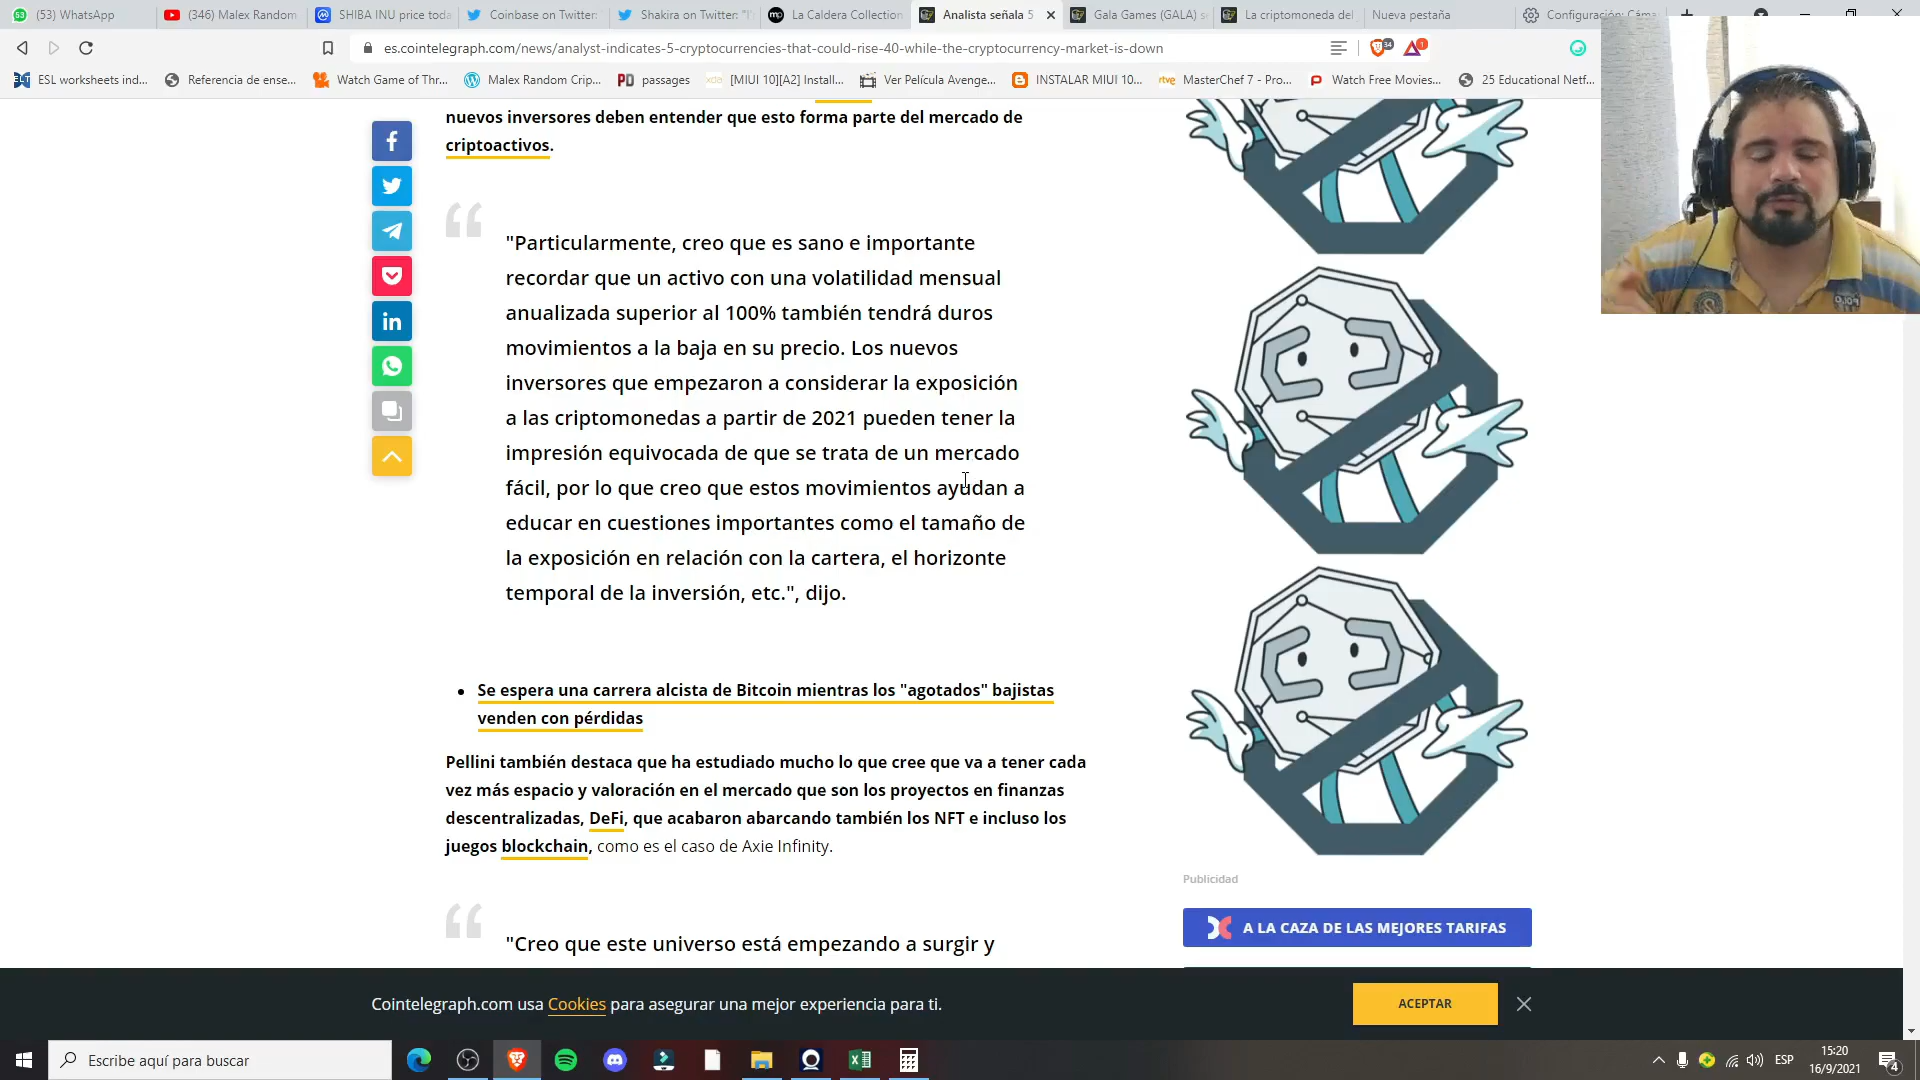 (53) WhatsApp
(346) Malex Random
SHIBA INU price toda
Coinbase on Twitter:
Shakira on Twitter: "I'
La Caldera Collection
Analista señala 5
Gala Games (GALA) s
La criptomoneda del
Nueva pestaña
Configuración: Cáma
es.cointelegraph.com/news/analyst-indicates-5-cryptocurrencies-that-could-rise-40-while-the-cryptocurrency-market-is-down
34
1
ESL worksheets ind...
Referencia de ense...
Watch Game of Thr...
Malex Random Crip...
passages
[MIUI 10][A2] Install...
Ver Película Avenge...
INSTALAR MIUI 10...
MasterChef 7 - Pro...
Watch Free Movies...
25 Educational Netf...
nuevos inversores deben entender que esto forma parte del mercado de
criptoactivos.
"Particularmente, creo que es sano e importante
recordar que un activo con una volatilidad mensual
anualizada superior al 100% también tendrá duros
movimientos a la baja en su precio. Los nuevos
inversores que empezaron a considerar la exposición
a las criptomonedas a partir de 2021 pueden tener la
impresión equivocada de que se trata de un mercado
fácil, por lo que creo que estos movimientos ayudan a
educar en cuestiones importantes como el tamaño de
la exposición en relación con la cartera, el horizonte
temporal de la inversión, etc.", dijo.
Se espera una carrera alcista de Bitcoin mientras los "agotados" bajistas
venden con pérdidas
Pellini también destaca que ha estudiado mucho lo que cree que va a tener cada
vez más espacio y valoración en el mercado que son los proyectos en finanzas
descentralizadas, DeFi, que acabaron abarcando también los NFT e incluso los
juegos blockchain, como es el caso de Axie Infinity.
"Creo que este universo está empezando a surgir y
Publicidad
A LA CAZA DE LAS MEJORES TARIFAS
Cointelegraph.com usa Cookies para asegurar una mejor experiencia para ti.
ACEPTAR
Escribe aquí para buscar
ESP
15:20
16/9/2021
4